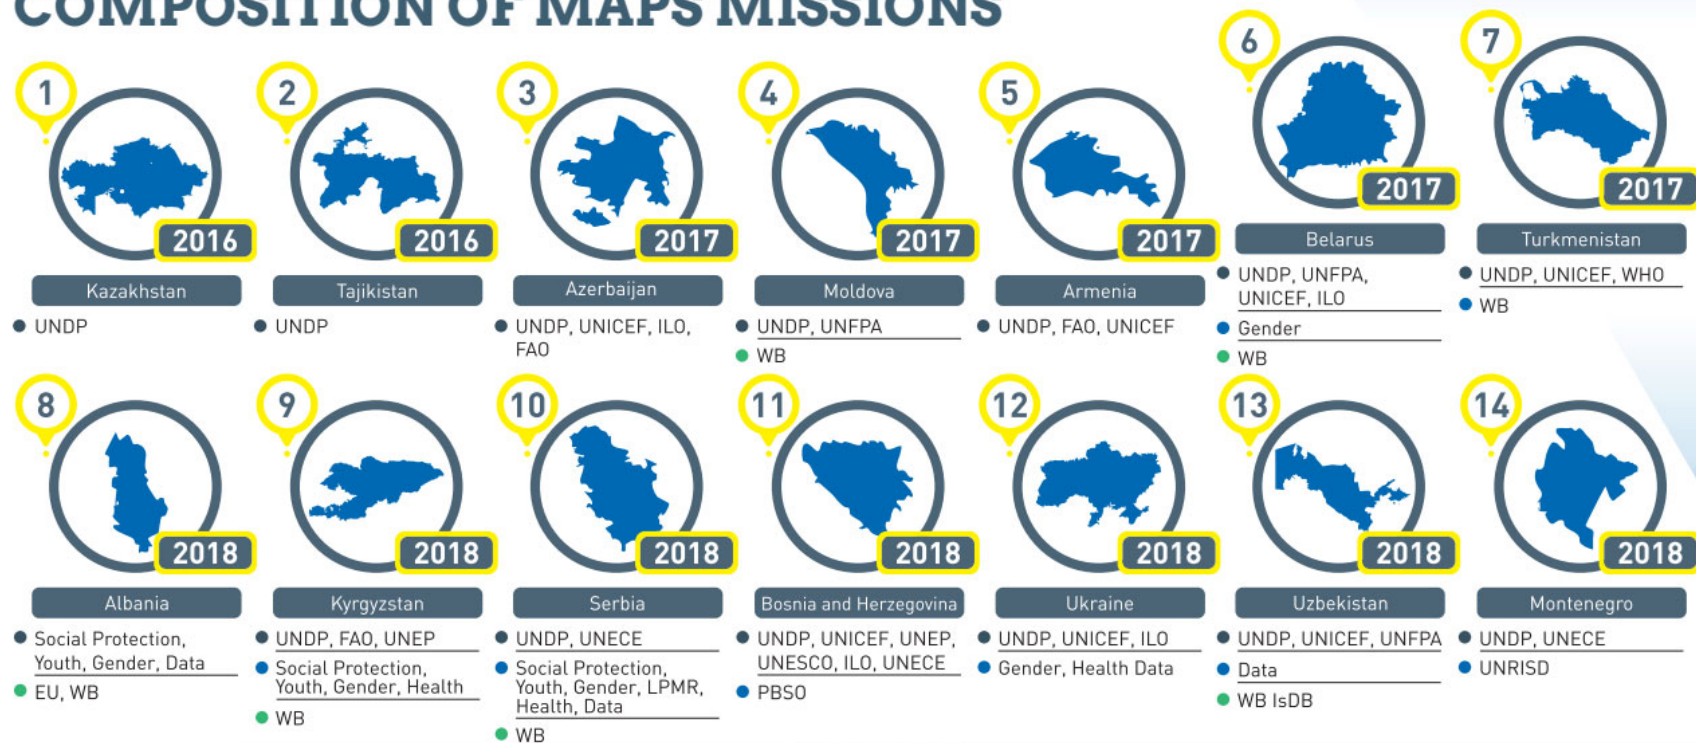 COMPOSITION OF MAPS MISSIONS
1
2016
Kazakhstan
UNDP
2
2016
Tajikistan
UNDP
3
2017
Azerbaijan
UNDP, UNICEF, ILO,
FAO
4
2017
Moldova
UNDP, UNFPA
WB
5
2017
Armenia
UNDP, FAO, UNICEF
6
2017
Belarus
UNDP, UNFPA,
UNICEF, ILO
Gender
WB
7
2017
Turkmenistan
UNDP, UNICEF, WHO
WB
8
2018
Albania
Social Protection,
Youth, Gender, Data
EU, WB
9
2018
Kyrgyzstan
UNDP, FAO, UNEP
Social Protection,
Youth, Gender, Health
WB
10
2018
Serbia
UNDP, UNECE
Social Protection,
Youth, Gender, LPMR,
Health, Data
WB
11
2018
Bosnia and Herzegovina
UNDP, UNICEF, UNEP,
UNESCO, ILO, UNECE
PBSO
12
2018
Ukraine
UNDP, UNICEF, ILO
Gender, Health Data
13
2018
Uzbekistan
UNDP, UNICEF, UNFPA
Data
WB IsDB
14
2018
Montenegro
UNDP, UNECE
UNRISD